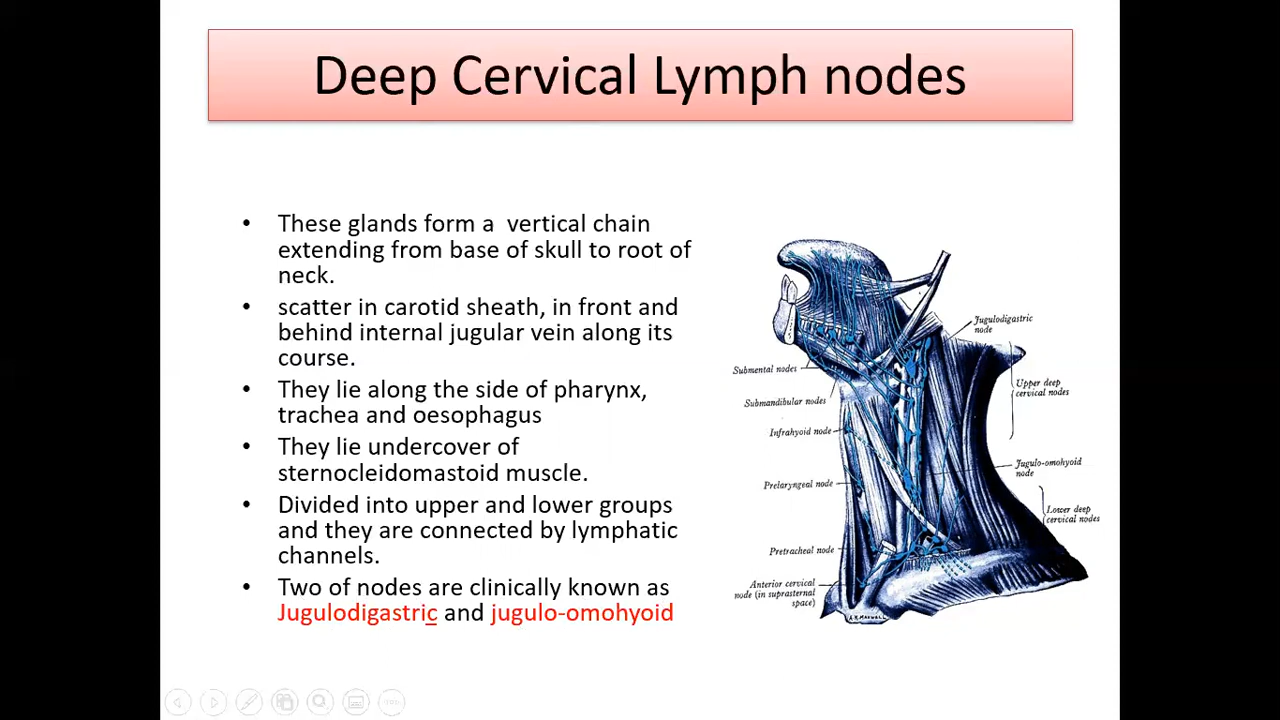 Deep Cervical Lymph nodes
• These glands form a vertical chain
extending from base of skull to root of
neck.
• scatter in carotid sheath, in front and
behind internal jugular vein along its
course.
• They lie along the side of pharynx,
trachea and oesophagus
• They lie undercover of
sternocleidomastoid muscle.
• Divided into upper and lower groups
and they are connected by lymphatic
channels.
• Two of nodes are clinically known as
Jugulodigastric and jugulo-omohyoid
Jugulodigastric
node
Submental nodes
Upper deep
cervical nodes
Submandibular nodes
Infrahyoid node
Jugulo-omohyoid
node
Prelaryngeal node
Lower deep
cervical nodes
Pretracheal node
Anterior cervical
node (in suprasternal
space)
A.K.MAXWELL